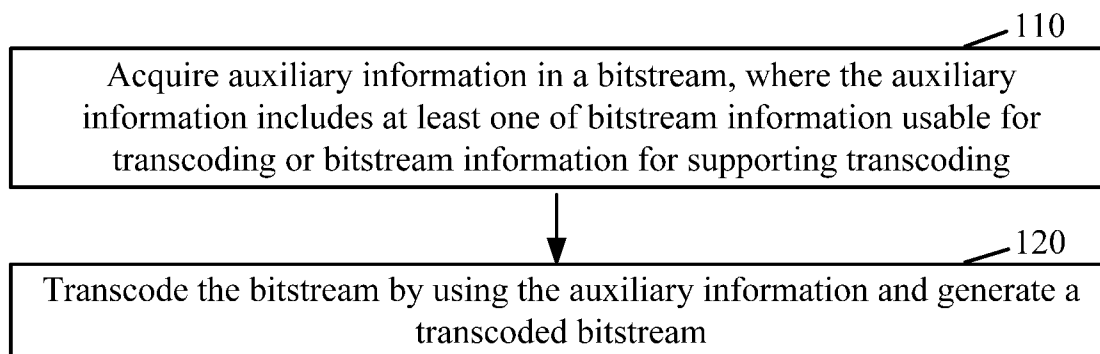 110
Acquire auxiliary information in a bitstream, where the auxiliary
information includes at least one of bitstream information usable for
transcoding or bitstream information for supporting transcoding
120
Transcode the bitstream by using the auxiliary information and generate a
transcoded bitstream